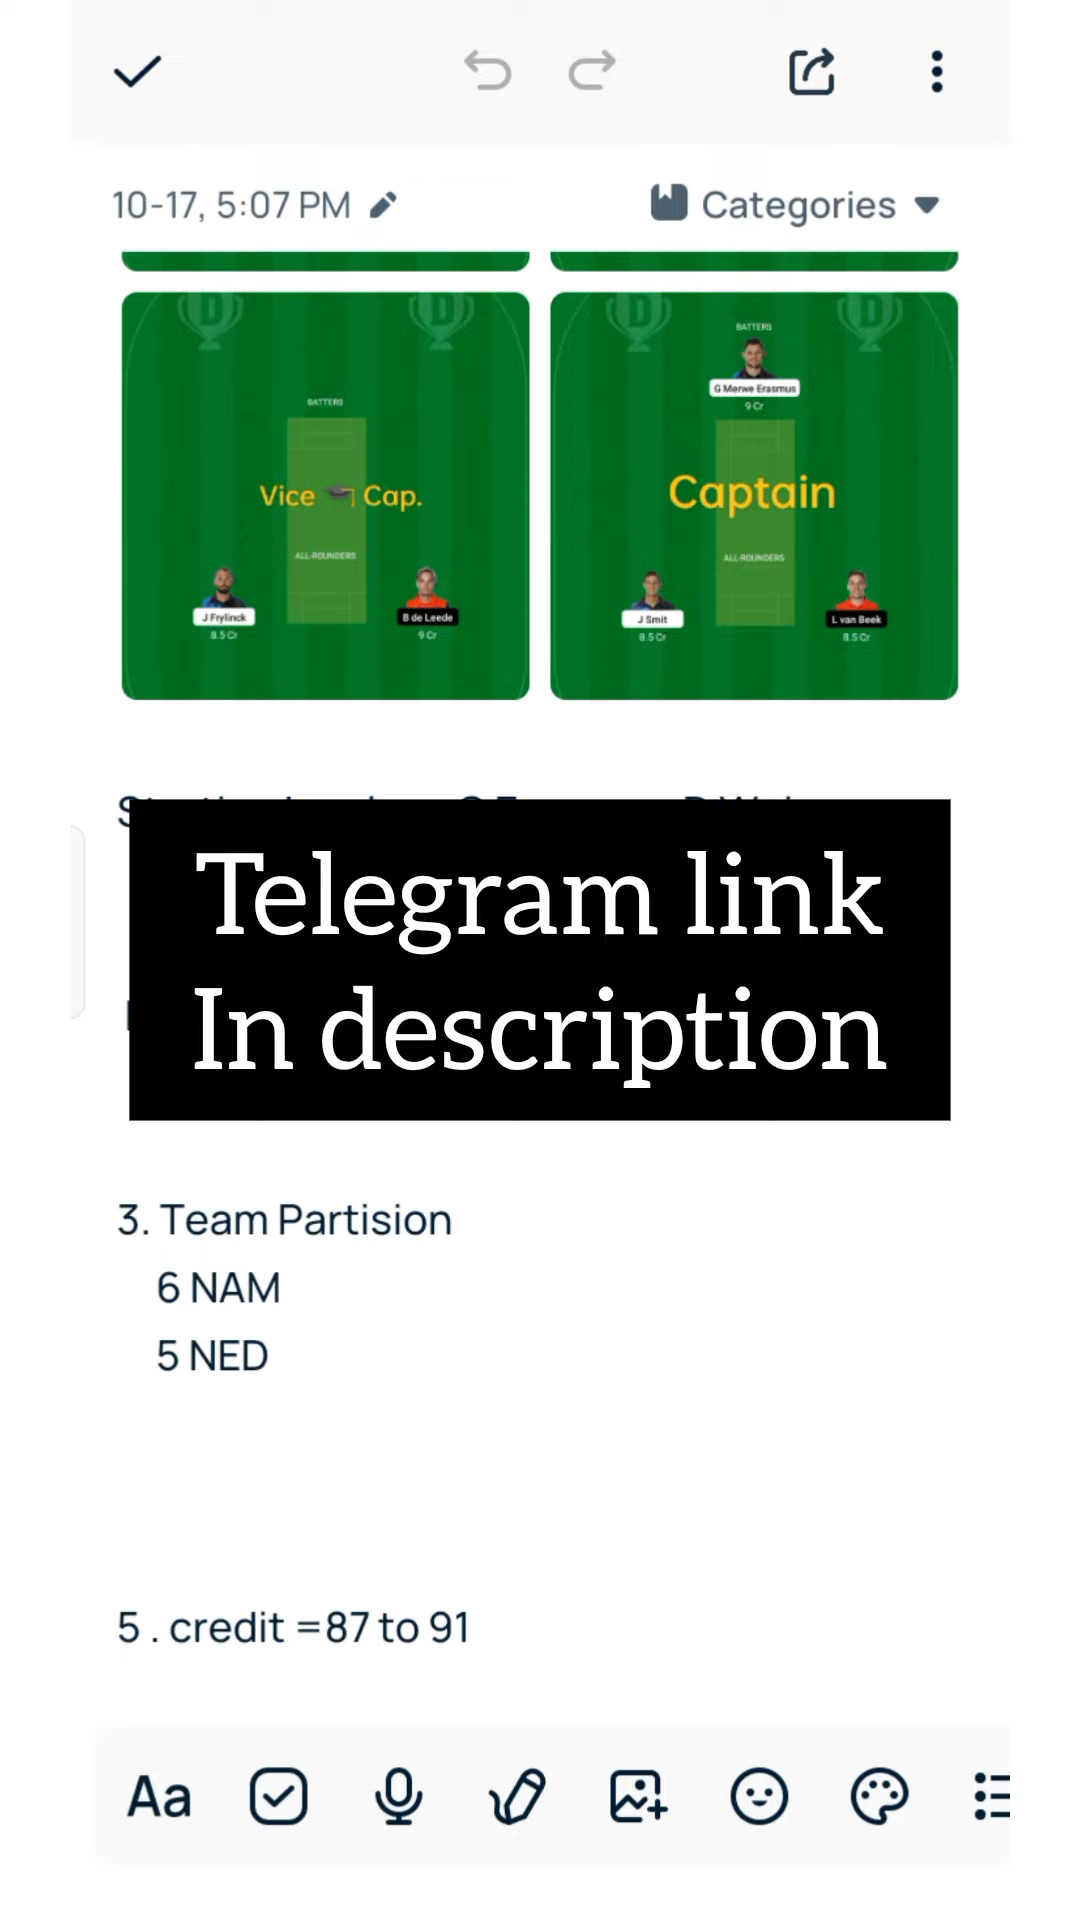 10-17, 5:07 PM
Categories
BATTERS
Vice Cap.
ALL-ROUNDERS
J Frylinck
8.5 Cr
B de Leede
9 Cr
BATTERS
G Merwe Erasmus
9 Cr
Captain
ALL-ROUNDERS
J Smit
8.5 Cr
L van Beek
8.5 Cr
Telegram link
In description
3. Team Partision
6 NAM
5 NED
5 . credit =87 to 91
Aa